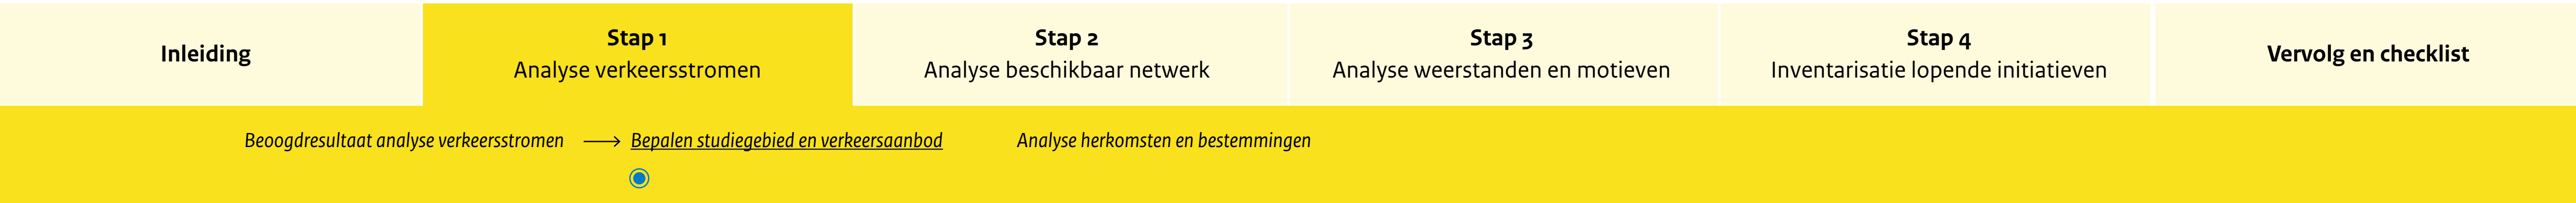 Inleiding
Stap 1
Analyse verkeersstromen
Stap 2
Analyse beschikbaar netwerk
Stap 3
Analyse weerstanden en motieven
Stap 4
Inventarisatie lopende initiatieven
Vervolg en checklist
Beoogdresultaat analyse verkeersstromen
Bepalen studiegebied en verkeersaanbod
Analyse herkomsten en bestemmingen